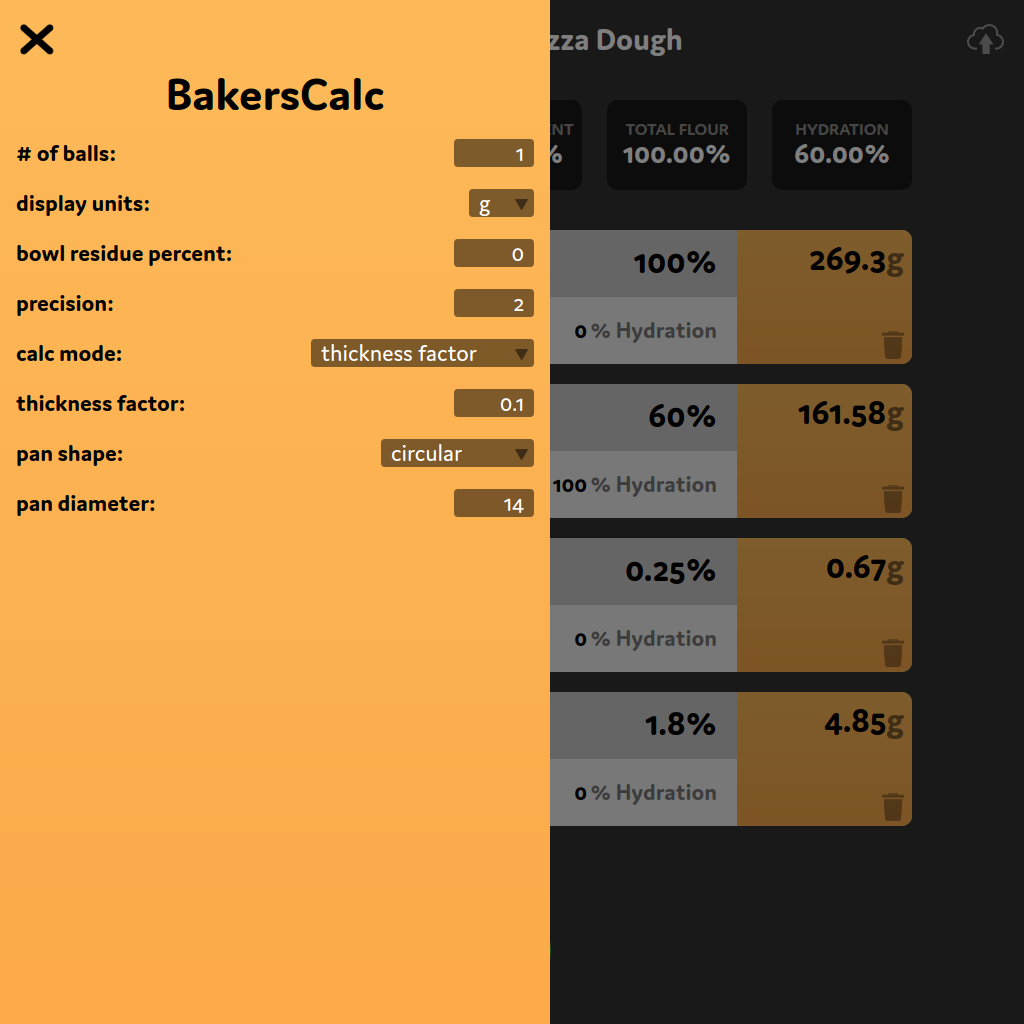 BakersCalc
# of balls: 1
display units: g
bowl residue percent: 0
precision: 2
calc mode: thickness factor
thickness factor: 0.1
pan shape: circular
pan diameter: 14
zza Dough
ENT
%
TOTAL FLOUR
100.00%
HYDRATION
60.00%
100% 269.3g
0 % Hydration
60% 161.58g
100 % Hydration
0.25% 0.67g
0 % Hydration
1.8% 4.85g
0 % Hydration